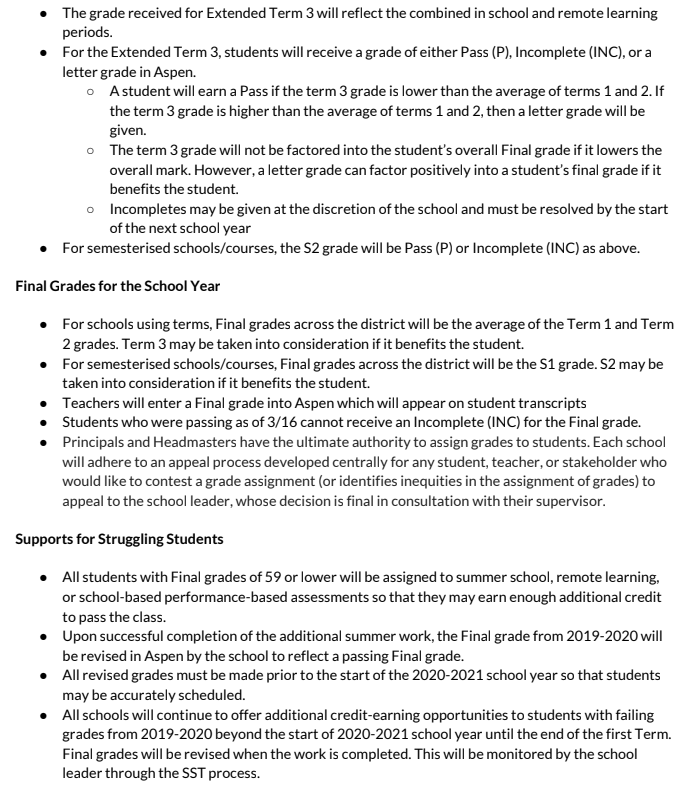 ● The grade received for Extended Term 3 will reflect the combined in school and remote learning
periods.
● For the Extended Term 3, students will receive a grade of either Pass (P), Incomplete (INC), or a
letter grade in Aspen.
○ A student will earn a Pass if the term 3 grade is lower than the average of terms 1 and 2. If
the term 3 grade is higher than the average of terms 1 and 2, then a letter grade will be
given.
○ The term 3 grade will not be factored into the student's overall Final grade if it lowers the
overall mark. However, a letter grade can factor positively into a student's final grade if it
benefits the student.
○ Incompletes may be given at the discretion of the school and must be resolved by the start
of the next school year
● For semesterised schools/courses, the S2 grade will be Pass (P) or Incomplete (INC) as above.
Final Grades for the School Year
● For schools using terms, Final grades across the district will be the average of the Term 1 and Term
2 grades. Term 3 may be taken into consideration if it benefits the student.
● For semesterised schools/courses, Final grades across the district will be the S1 grade. S2 may be
taken into consideration if it benefits the student.
● Teachers will enter a Final grade into Aspen which will appear on student transcripts
● Students who were passing as of 3/16 cannot receive an Incomplete (INC) for the Final grade.
● Principals and Headmasters have the ultimate authority to assign grades to students. Each school
will adhere to an appeal process developed centrally for any student, teacher, or stakeholder who
would like to contest a grade assignment (or identifies inequities in the assignment of grades) to
appeal to the school leader, whose decision is final in consultation with their supervisor.
Supports for Struggling Students
● All students with Final grades of 59 or lower will be assigned to summer school, remote learning,
or school-based performance-based assessments so that they may earn enough additional credit
to pass the class.
● Upon successful completion of the additional summer work, the Final grade from 2019-2020 will
be revised in Aspen by the school to reflect a passing Final grade.
● All revised grades must be made prior to the start of the 2020-2021 school year so that students
may be accurately scheduled.
● All schools will continue to offer additional credit-earning opportunities to students with failing
grades from 2019-2020 beyond the start of 2020-2021 school year until the end of the first Term.
Final grades will be revised when the work is completed. This will be monitored by the school
leader through the SST process.